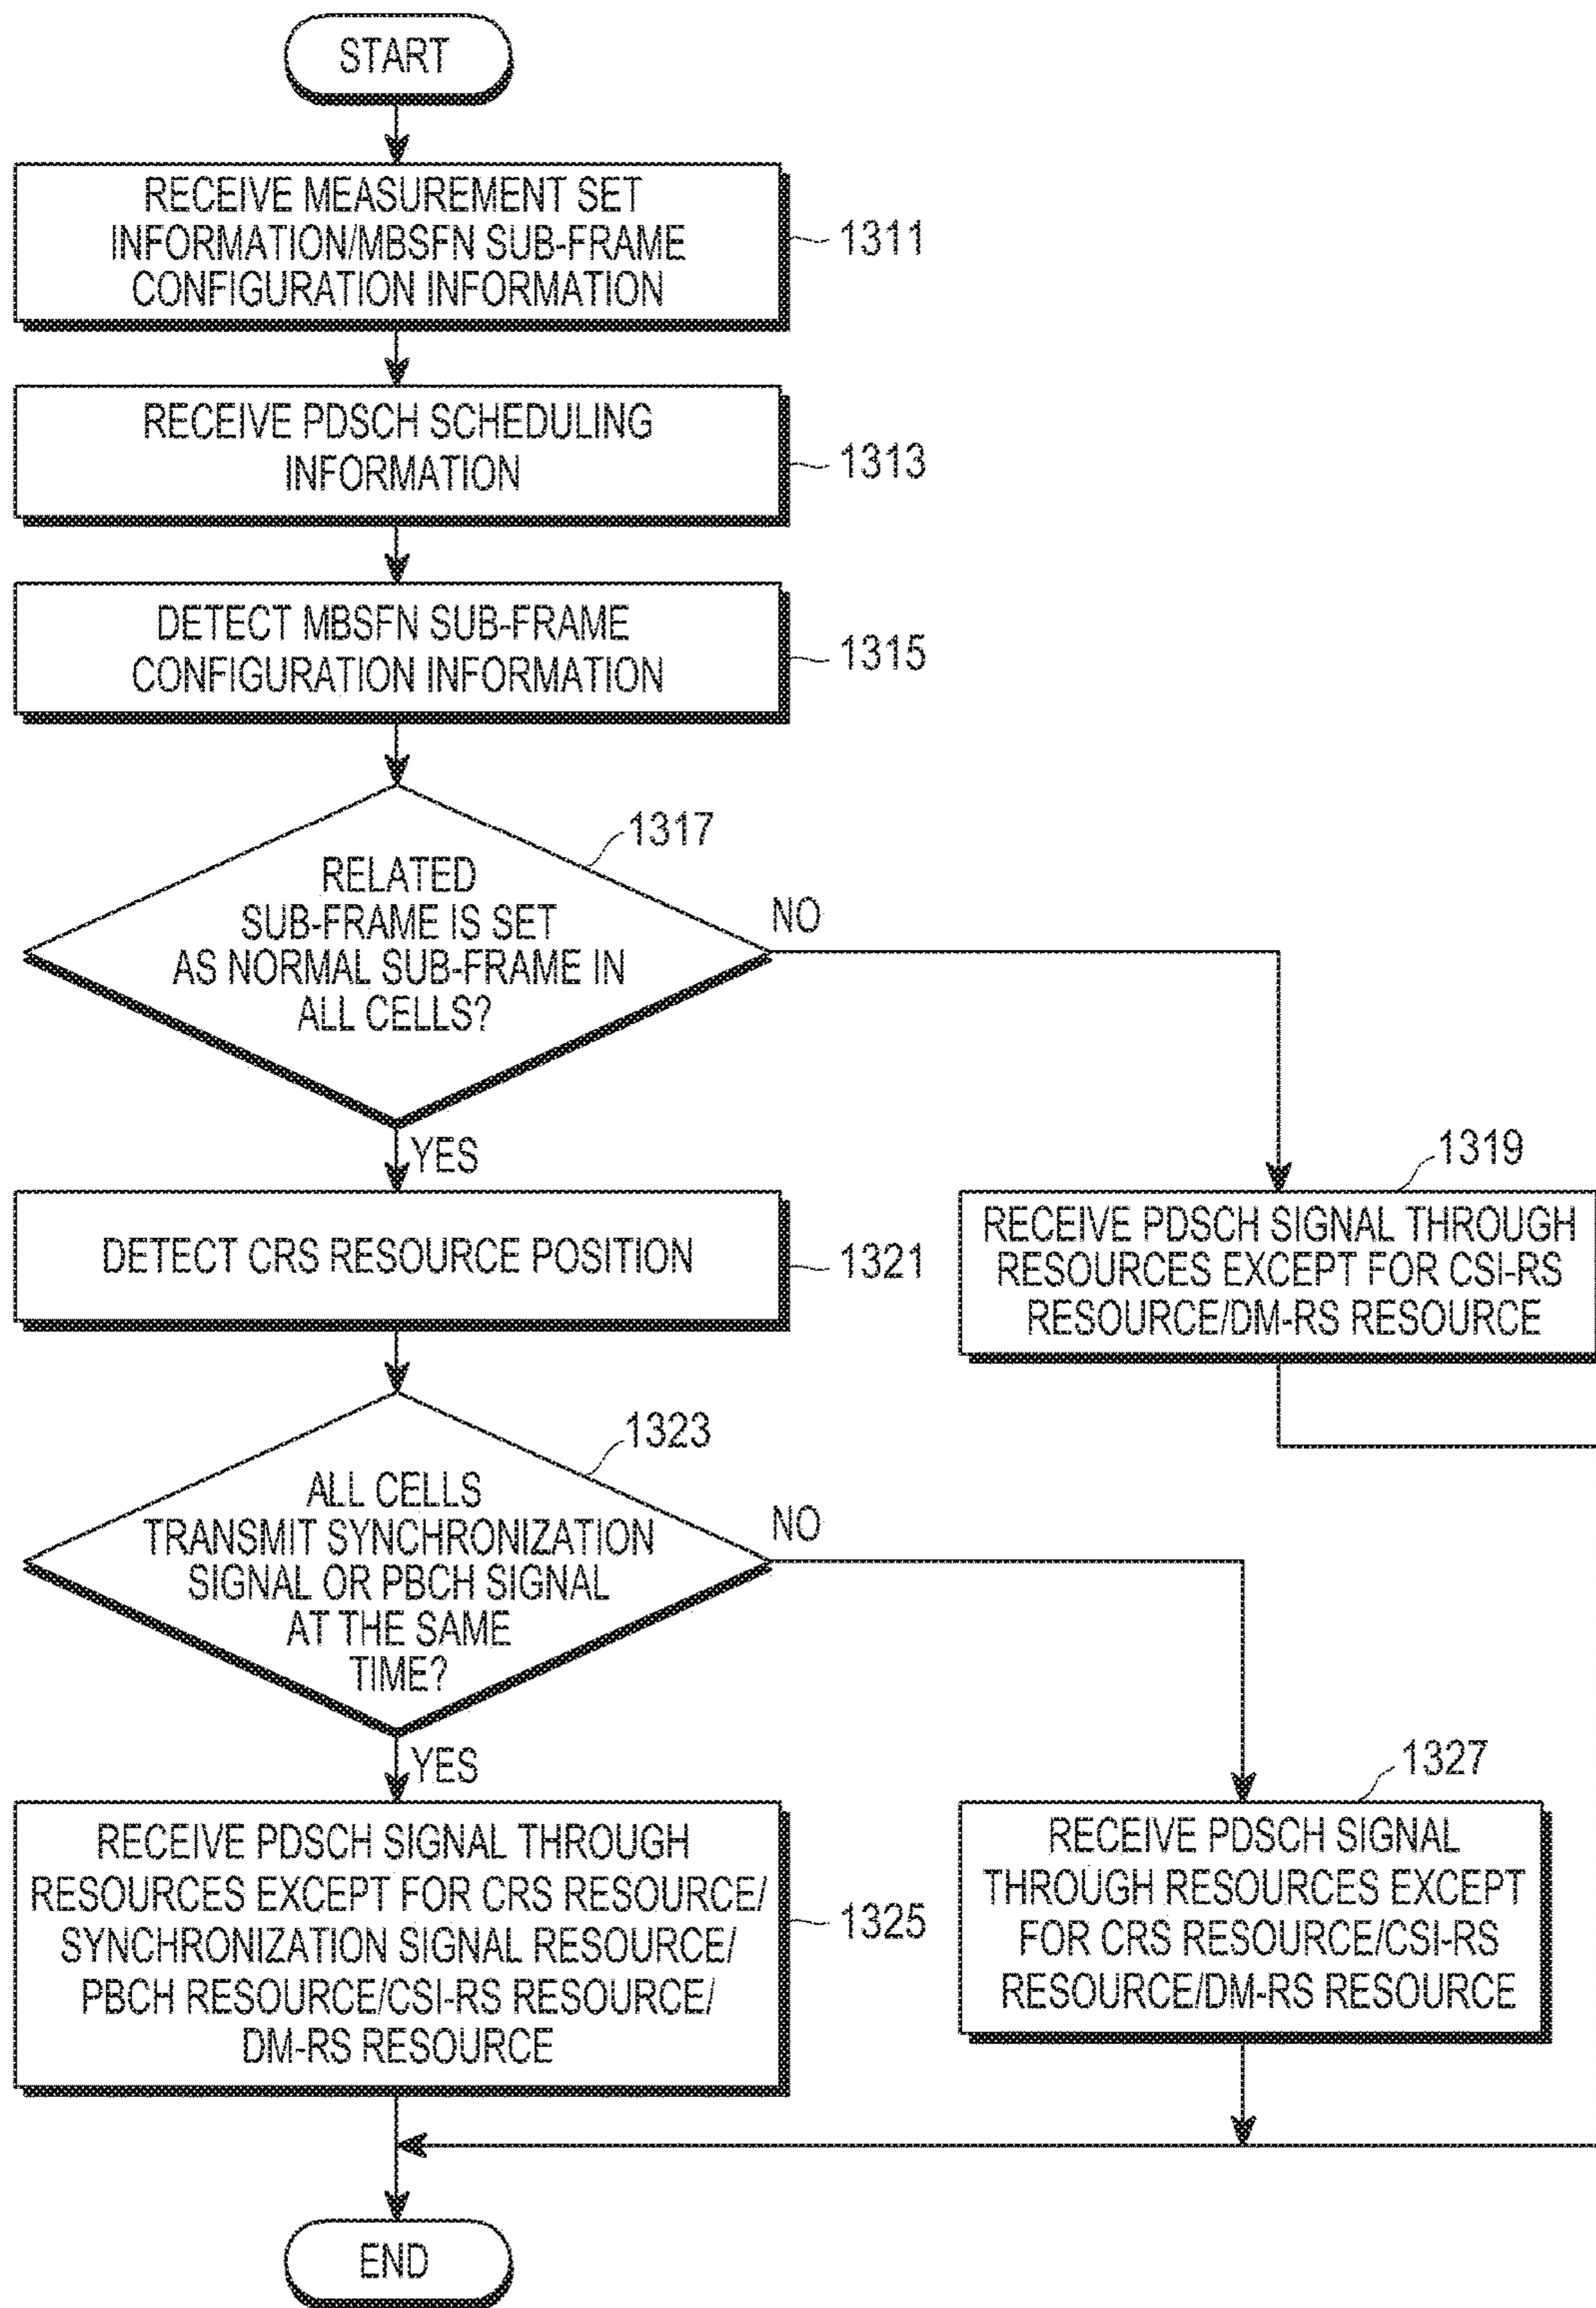 START
RECEIVE MEASUREMENT SET
INFORMATION/MBSFN SUB-FRAME
CONFIGURATION INFORMATION
1311
RECEIVE PDSCH SCHEDULING
INFORMATION
1313
DETECT MBSFN SUB-FRAME
CONFIGURATION INFORMATION
1315
1317
RELATED
SUB-FRAME IS SET
AS NORMAL SUB-FRAME IN
ALL CELLS?
NO
YES
1319
RECEIVE PDSCH SIGNAL THROUGH
RESOURCES EXCEPT FOR CSI-RS
RESOURCE/DM-RS RESOURCE
DETECT CRS RESOURCE POSITION
1321
1323
ALL CELLS
TRANSMIT SYNCHRONIZATION
SIGNAL OR PBCH SIGNAL
AT THE SAME
TIME?
NO
YES
RECEIVE PDSCH SIGNAL THROUGH
RESOURCES EXCEPT FOR CRS RESOURCE/
SYNCHRONIZATION SIGNAL RESOURCE/
PBCH RESOURCE/CSI-RS RESOURCE/
DM-RS RESOURCE
1325
1327
RECEIVE PDSCH SIGNAL
THROUGH RESOURCES EXCEPT
FOR CRS RESOURCE/CSI-RS
RESOURCE/DM-RS RESOURCE
END